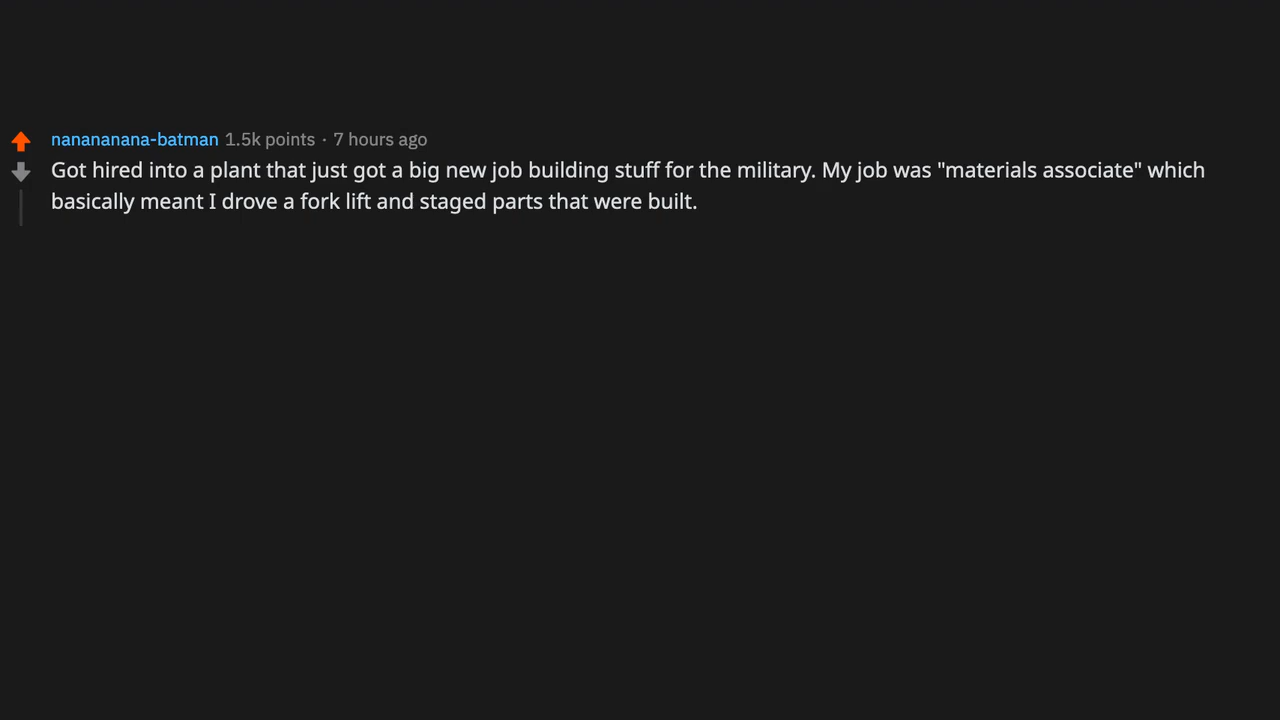 nanananana-batman 1.5k points · 7 hours ago
Got hired into a plant that just got a big new job building stuff for the military. My job was "materials associate" which
basically meant I drove a fork lift and staged parts that were built.